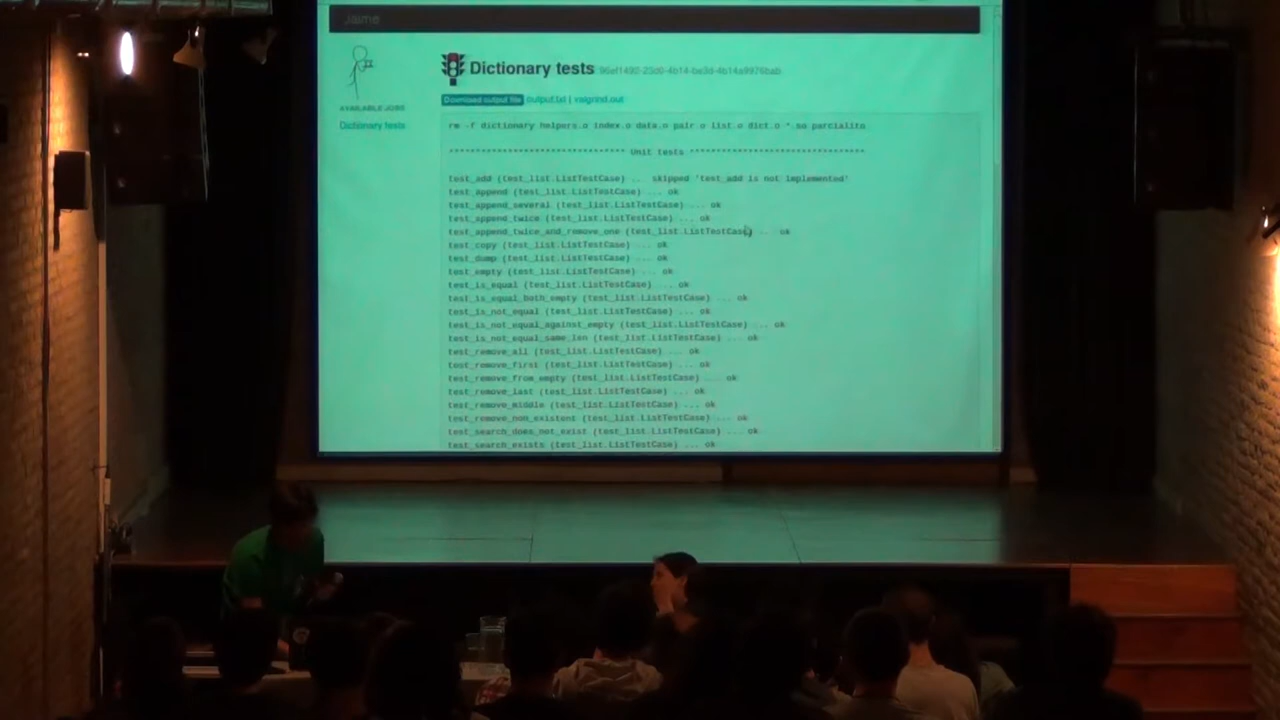 Jaime
AVAILABLE JOBS
Dictionary tests
Dictionary tests
Download output file output.txt | valgrind.out
rm -f dictionary helpers.o index.o data.o pair.o list.o dict.o *.so parcialito
****************************** Unit tests ******************************
test_add (test_list.ListTestCase) ... skipped 'test_add is not implemented'
test_append (test_list.ListTestCase) ... ok
test_append_several (test_list.ListTestCase) ... ok
test_append_twice (test_list.ListTestCase) ... ok
test_append_twice_and_remove_one (test_list.ListTestCase) ... ok
test_copy (test_list.ListTestCase) ... ok
test_dump (test_list.ListTestCase) ... ok
test_empty (test_list.ListTestCase) ... ok
test_is_equal (test_list.ListTestCase) ... ok
test_is_equal_both_empty (test_list.ListTestCase) ... ok
test_is_not_equal (test_list.ListTestCase) ... ok
test_is_not_equal_against_empty (test_list.ListTestCase) ... ok
test_is_not_equal_same_len (test_list.ListTestCase) ... ok
test_remove_all (test_list.ListTestCase) ... ok
test_remove_first (test_list.ListTestCase) ... ok
test_remove_from_empty (test_list.ListTestCase) ... ok
test_remove_last (test_list.ListTestCase) ... ok
test_remove_middle (test_list.ListTestCase) ... ok
test_remove_non_existent (test_list.ListTestCase) ... ok
test_search_does_not_exist (test_list.ListTestCase) ... ok
test_search_exists (test_list.ListTestCase) ... ok